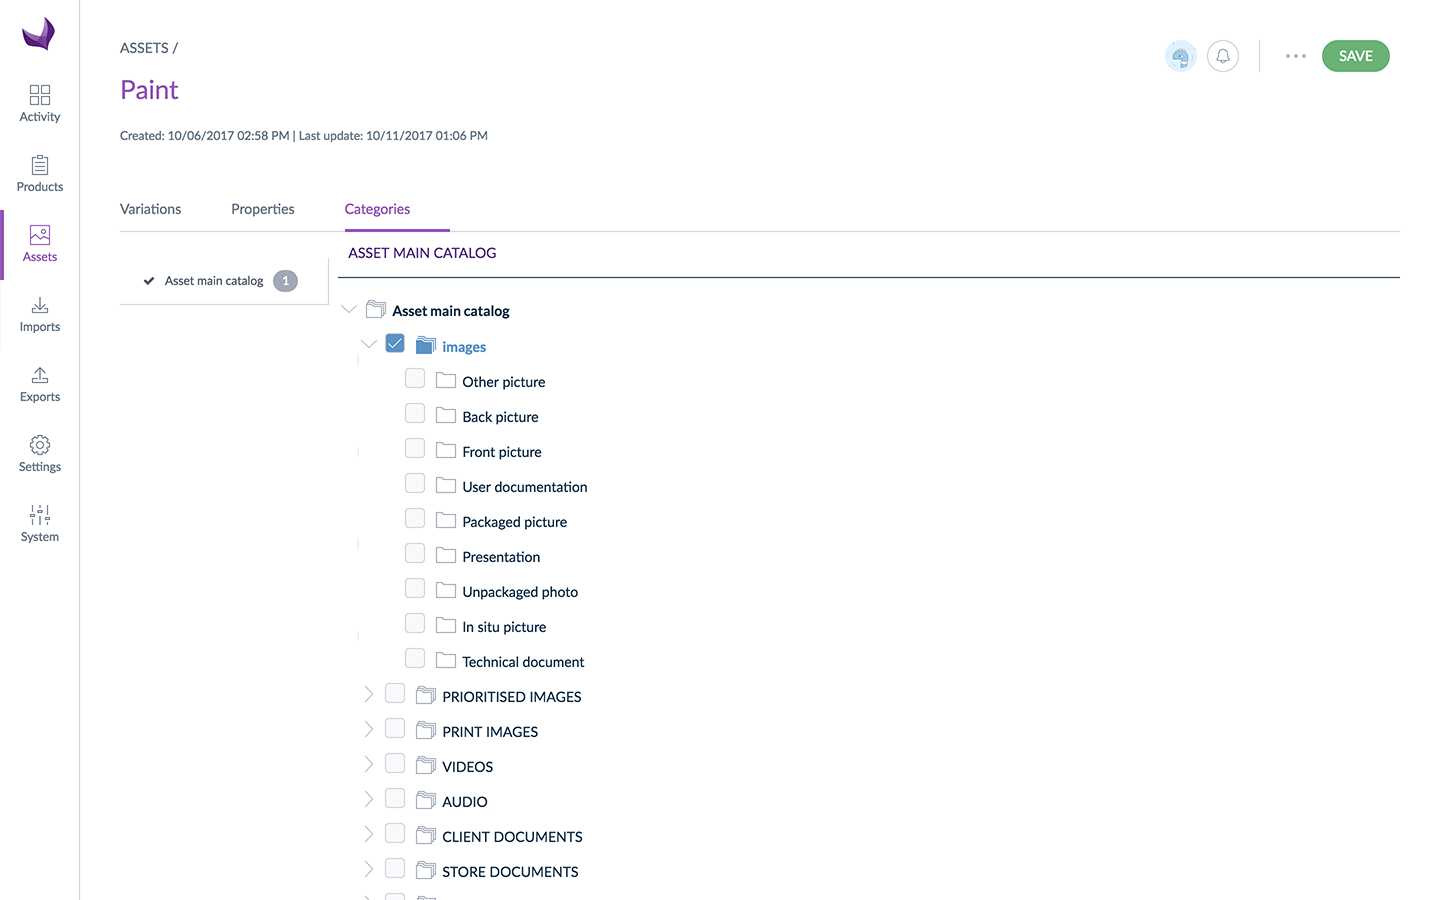 ASSETS /
SAVE
Paint
Created: 10/06/2017 02:58 PM | Last update: 10/11/2017 01:06 PM
Activity
Products
Assets
Imports
Exports
Settings
System
Variations
Properties
Categories
Asset main catalog 1
ASSET MAIN CATALOG
Asset main catalog
images
Other picture
Back picture
Front picture
User documentation
Packaged picture
Presentation
Unpackaged photo
In situ picture
Technical document
PRIORITISED IMAGES
PRINT IMAGES
VIDEOS
AUDIO
CLIENT DOCUMENTS
STORE DOCUMENTS